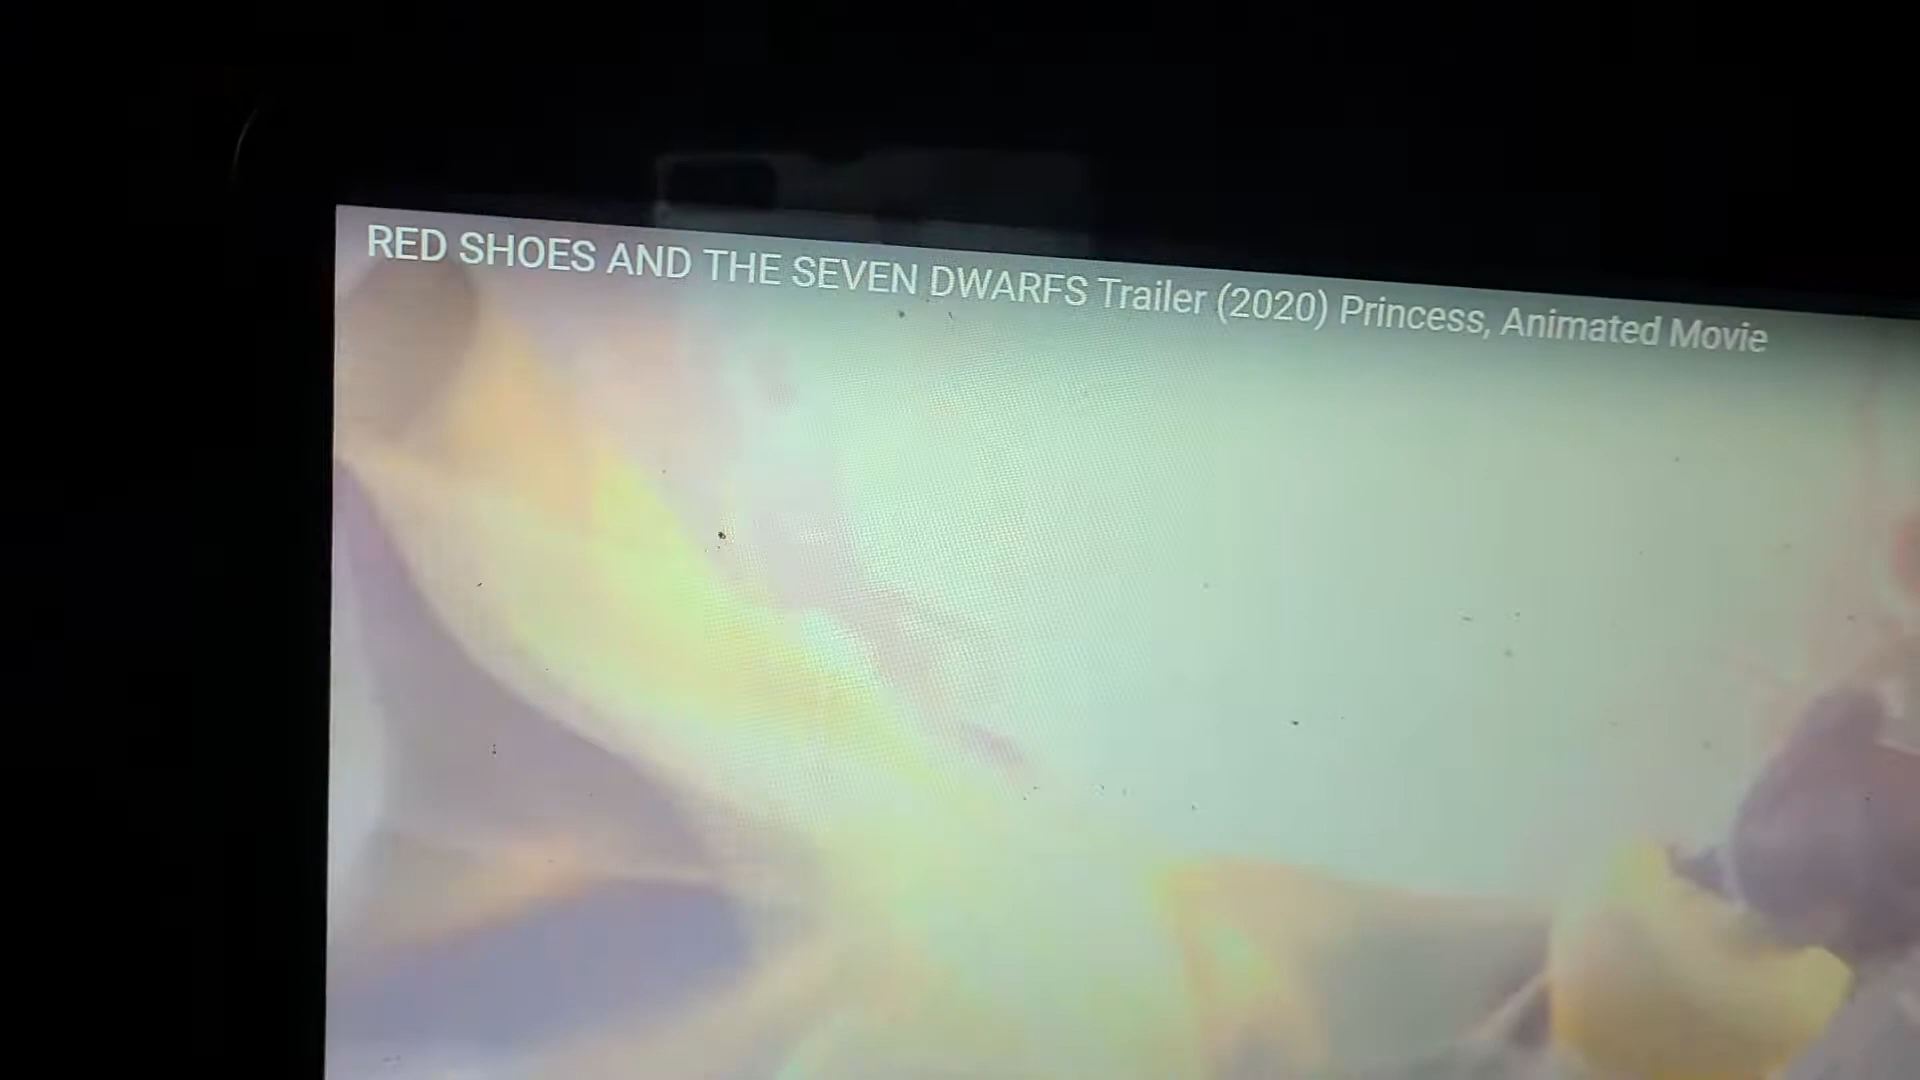 RED SHOES AND THE SEVEN DWARFS Trailer (2020) Princess, Animated Movie